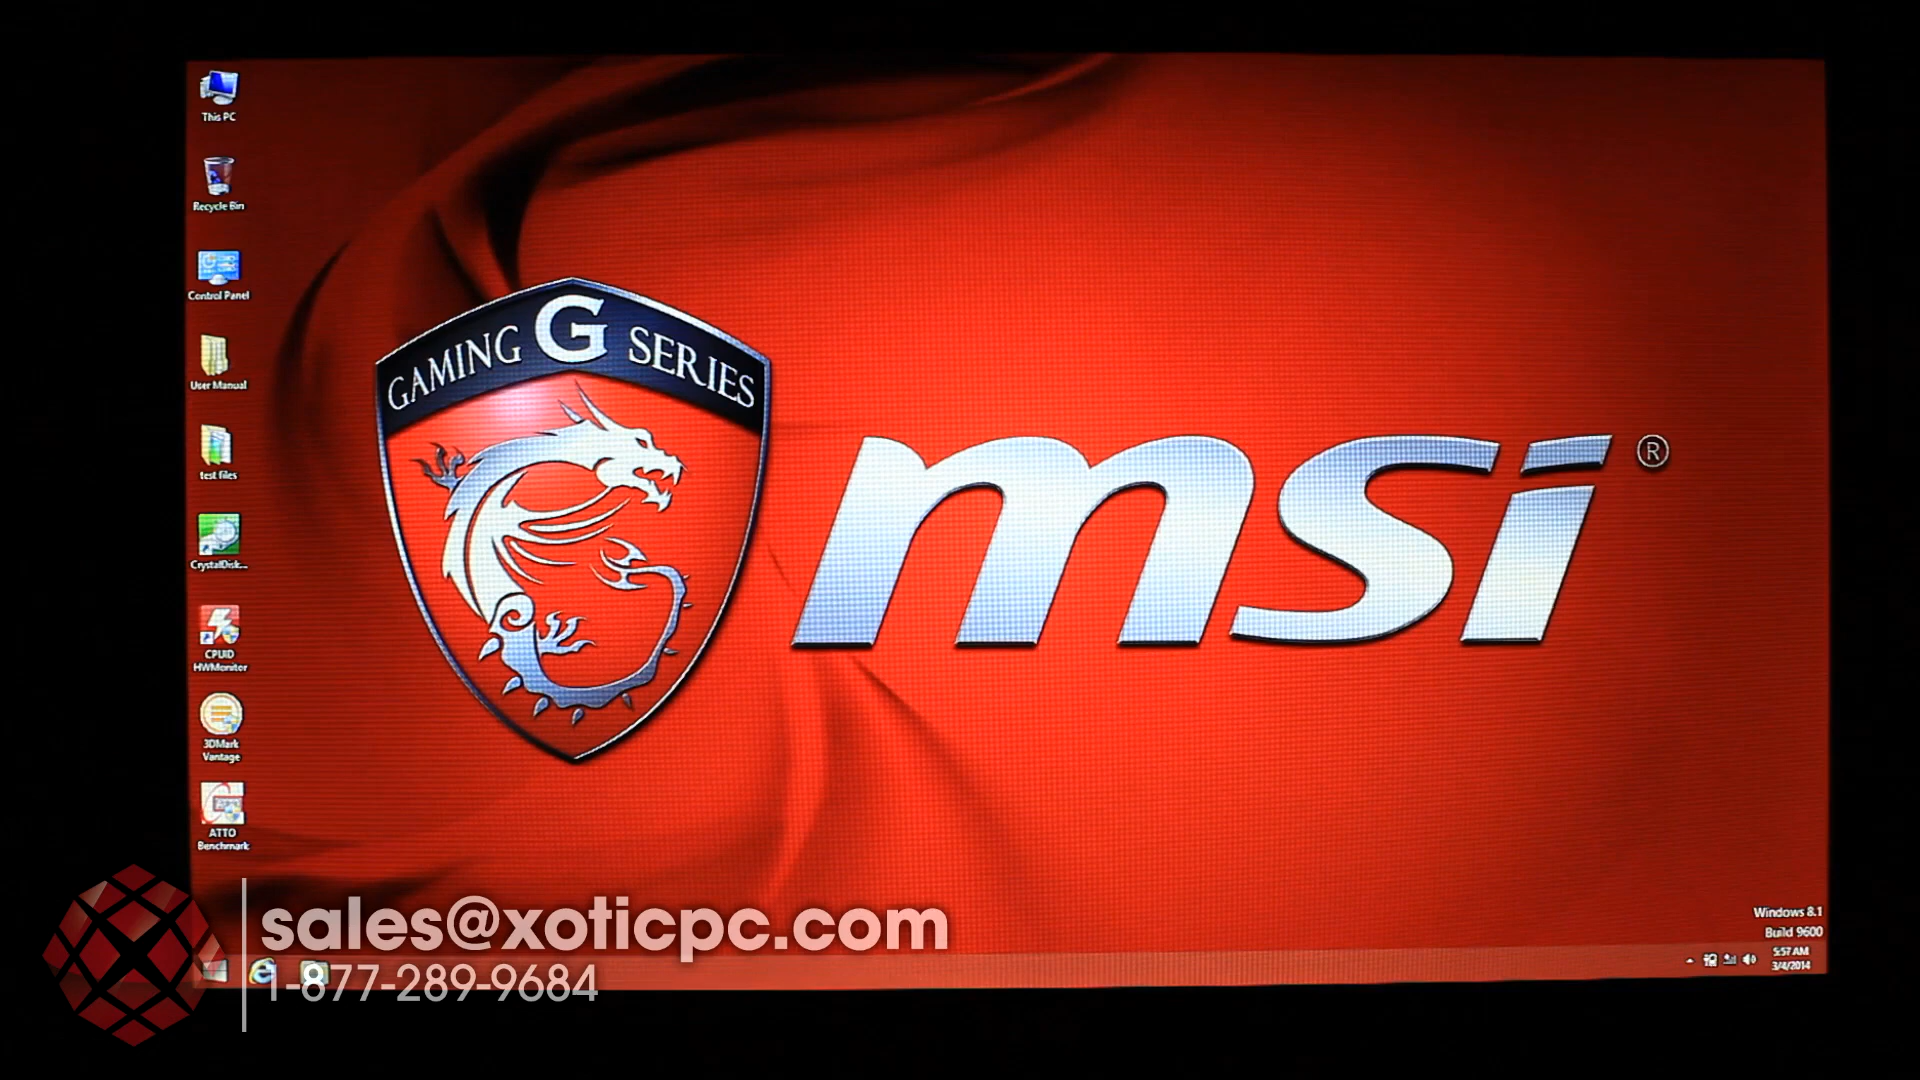 This PC
Recycle Bin
Control Panel
User Manual
test files
CrystalDisk...
CPUID
HWMonitor
3DMark
Vantage
ATTO
Benchmark
GAMING G SERIES
msi
®
Windows 8.1
Build 9600
5:57 AM
3/4/2014
sales@xoticpc.com
1-877-289-9684